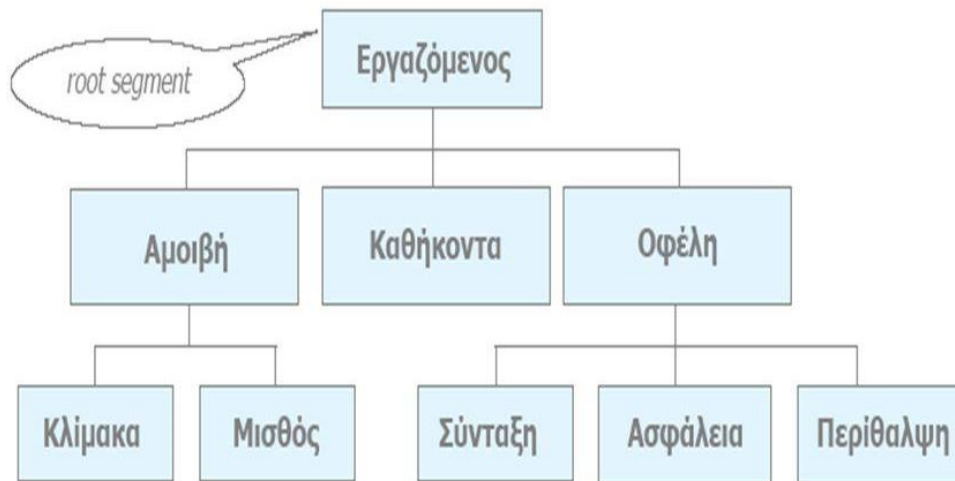 root segment
Εργαζόμενος
Αμοιβή
Καθήκοντα
Οφέλη
Κλίμακα
Μισθός
Σύνταξη
Ασφάλεια
Περίθαλψη